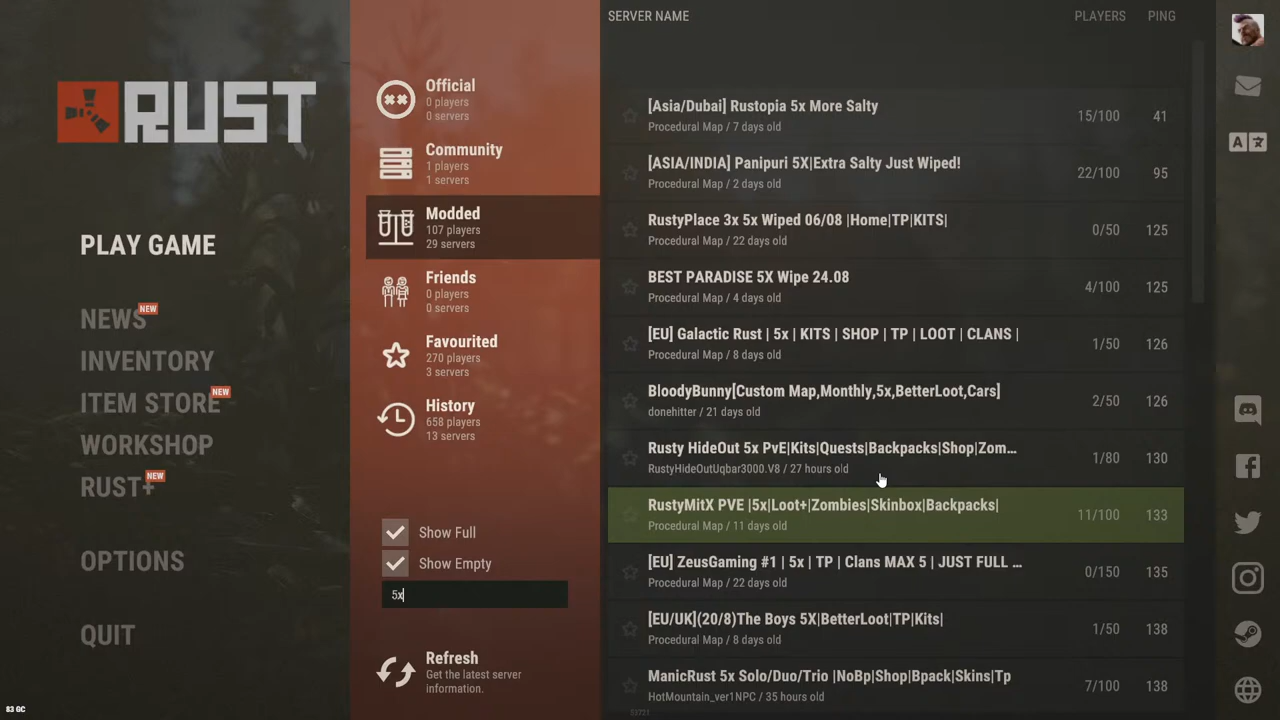 RUST
PLAY GAME
NEWS
NEW
INVENTORY
ITEM STORE
NEW
WORKSHOP
RUST+
NEW
OPTIONS
QUIT
83 GC
Official
0 players
0 servers
Community
1 players
1 servers
Modded
107 players
29 servers
Friends
0 players
0 servers
Favourited
270 players
3 servers
History
658 players
13 servers
Show Full
Show Empty
5x
Refresh
Get the latest server
information.
SERVER NAME PLAYERS PING
[Asia/Dubai] Rustopia 5x More Salty 15/100 41
Procedural Map / 7 days old
[ASIA/INDIA] Panipuri 5X|Extra Salty Just Wiped! 22/100 95
Procedural Map / 2 days old
RustyPlace 3x 5x Wiped 06/08 |Home|TP|KITS| 0/50 125
Procedural Map / 22 days old
BEST PARADISE 5X Wipe 24.08 4/100 125
Procedural Map / 4 days old
[EU] Galactic Rust | 5x | KITS | SHOP | TP | LOOT | CLANS | 1/50 126
Procedural Map / 8 days old
BloodyBunny[Custom Map,Monthly,5x,BetterLoot,Cars] 2/50 126
donehitter / 21 days old
Rusty HideOut 5x PvE|Kits|Quests|Backpacks|Shop|Zom... 1/80 130
RustyHideOutUqbar3000.V8 / 27 hours old
RustyMitX PVE |5x|Loot+|Zombies|Skinbox|Backpacks| 11/100 133
Procedural Map / 11 days old
[EU] ZeusGaming #1 | 5x | TP | Clans MAX 5 | JUST FULL ... 0/150 135
Procedural Map / 22 days old
[EU/UK](20/8)The Boys 5X|BetterLoot|TP|Kits| 1/50 138
Procedural Map / 8 days old
ManicRust 5x Solo/Duo/Trio |NoBp|Shop|Bpack|Skins|Tp 7/100 138
HotMountain_ver1NPC / 35 hours old
A